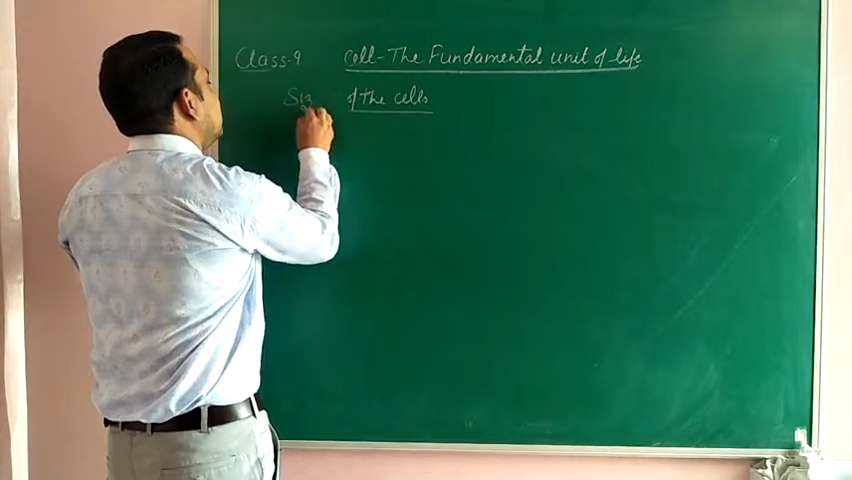 Class-9 Cell-The Fundamental unit of life
Siz of the cells